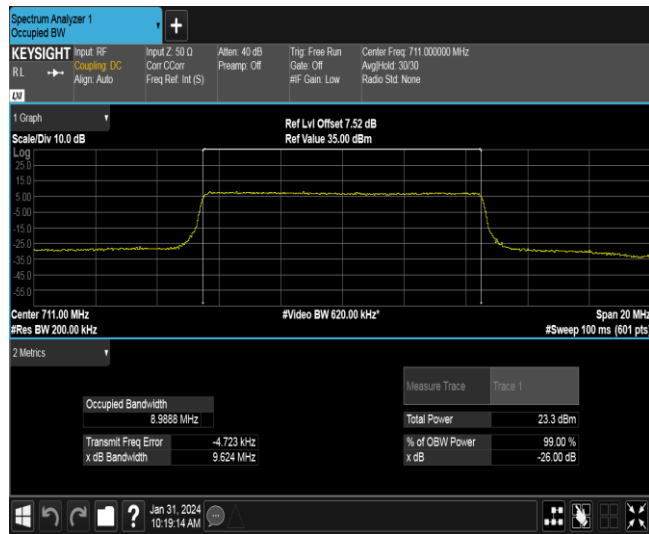 Spectrum Analyzer 1
Occupied BW
+
KEYSIGHT
R L
LXI
Input: RF
Coupling: DC
Align: Auto
Input Z: 50 Ω
Corr CCorr
Freq Ref: Int (S)
Atten: 40 dB
Preamp: Off
Trig: Free Run
Gate: Off
#IF Gain: Low
Center Freq: 711.000000 MHz
Avg|Hold: 30/30
Radio Std: None
1 Graph
Scale/Div 10.0 dB
Ref Lvl Offset 7.52 dB
Ref Value 35.00 dBm
Log
25.0
15.0
5.00
-5.00
-15.0
-25.0
-35.0
-45.0
-55.0
Center 711.00 MHz
#Video BW 620.00 kHz*
Span 20 MHz
#Res BW 200.00 kHz
#Sweep 100 ms (601 pts)
2 Metrics
Measure Trace Trace 1
Occupied Bandwidth
8.9888 MHz
Total Power 23.3 dBm
Transmit Freq Error -4.723 kHz
% of OBW Power 99.00 %
x dB Bandwidth 9.624 MHz
x dB -26.00 dB
?
Jan 31, 2024
10:19:14 AM